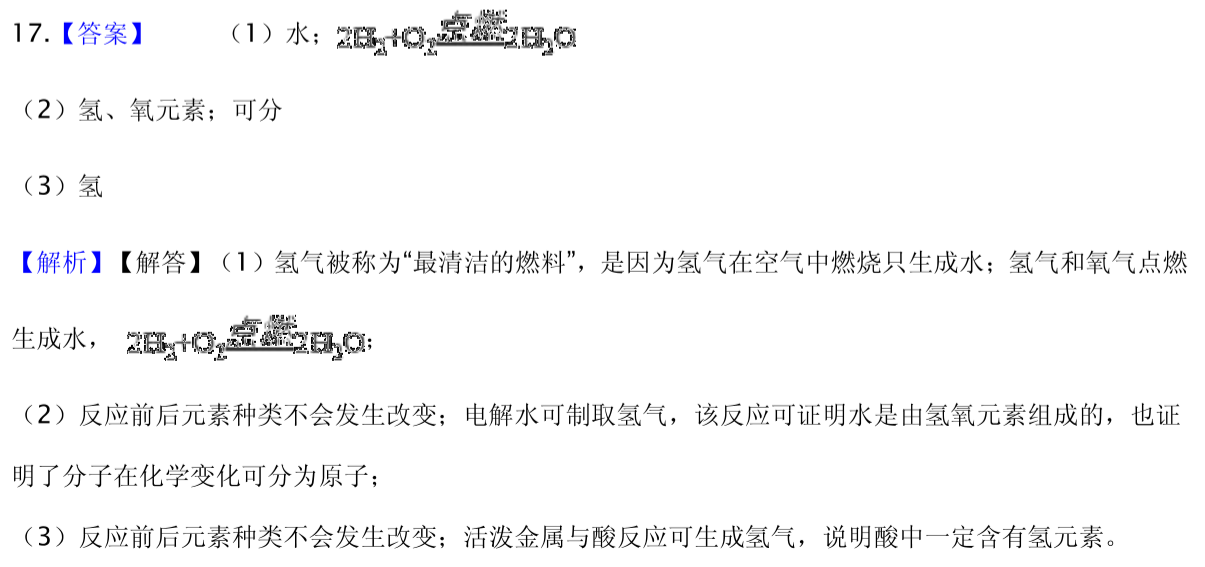 17.【答案】 （1）水；2H₂+O₂点燃2H₂O
（2）氢、氧元素；可分
（3）氢
【解析】【解答】（1）氢气被称为“最清洁的燃料”，是因为氢气在空气中燃烧只生成水；氢气和氧气点燃
生成水， 2H₂+O₂点燃2H₂O；
（2）反应前后元素种类不会发生改变；电解水可制取氢气，该反应可证明水是由氢氧元素组成的，也证
明了分子在化学变化可分为原子；
（3）反应前后元素种类不会发生改变；活泼金属与酸反应可生成氢气，说明酸中一定含有氢元素。